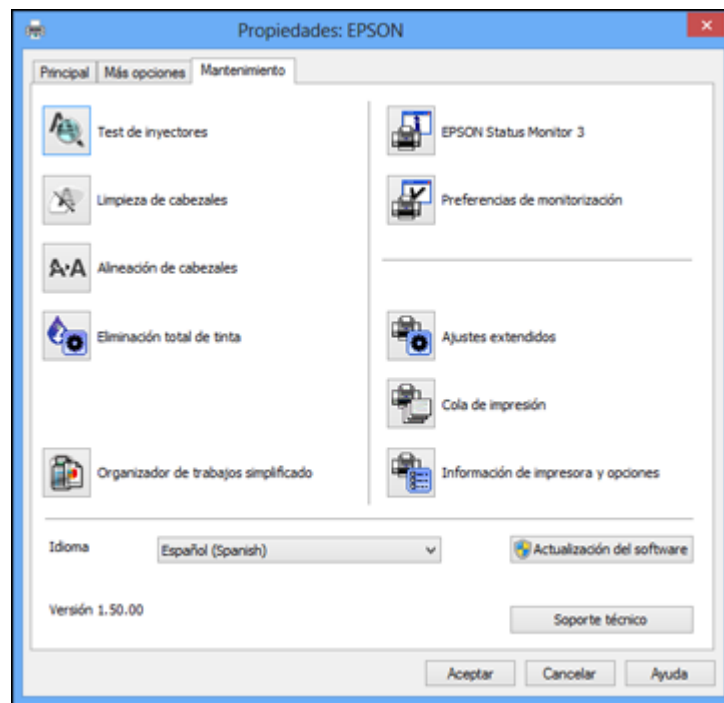 Propiedades: EPSON
Principal
Más opciones
Mantenimiento
Test de inyectores
Limpieza de cabezales
Alineación de cabezales
Eliminación total de tinta
Organizador de trabajos simplificado
EPSON Status Monitor 3
Preferencias de monitorización
Ajustes extendidos
Cola de impresión
Información de impresora y opciones
Idioma
Español (Spanish)
Actualización del software
Versión 1.50.00
Soporte técnico
Aceptar
Cancelar
Ayuda